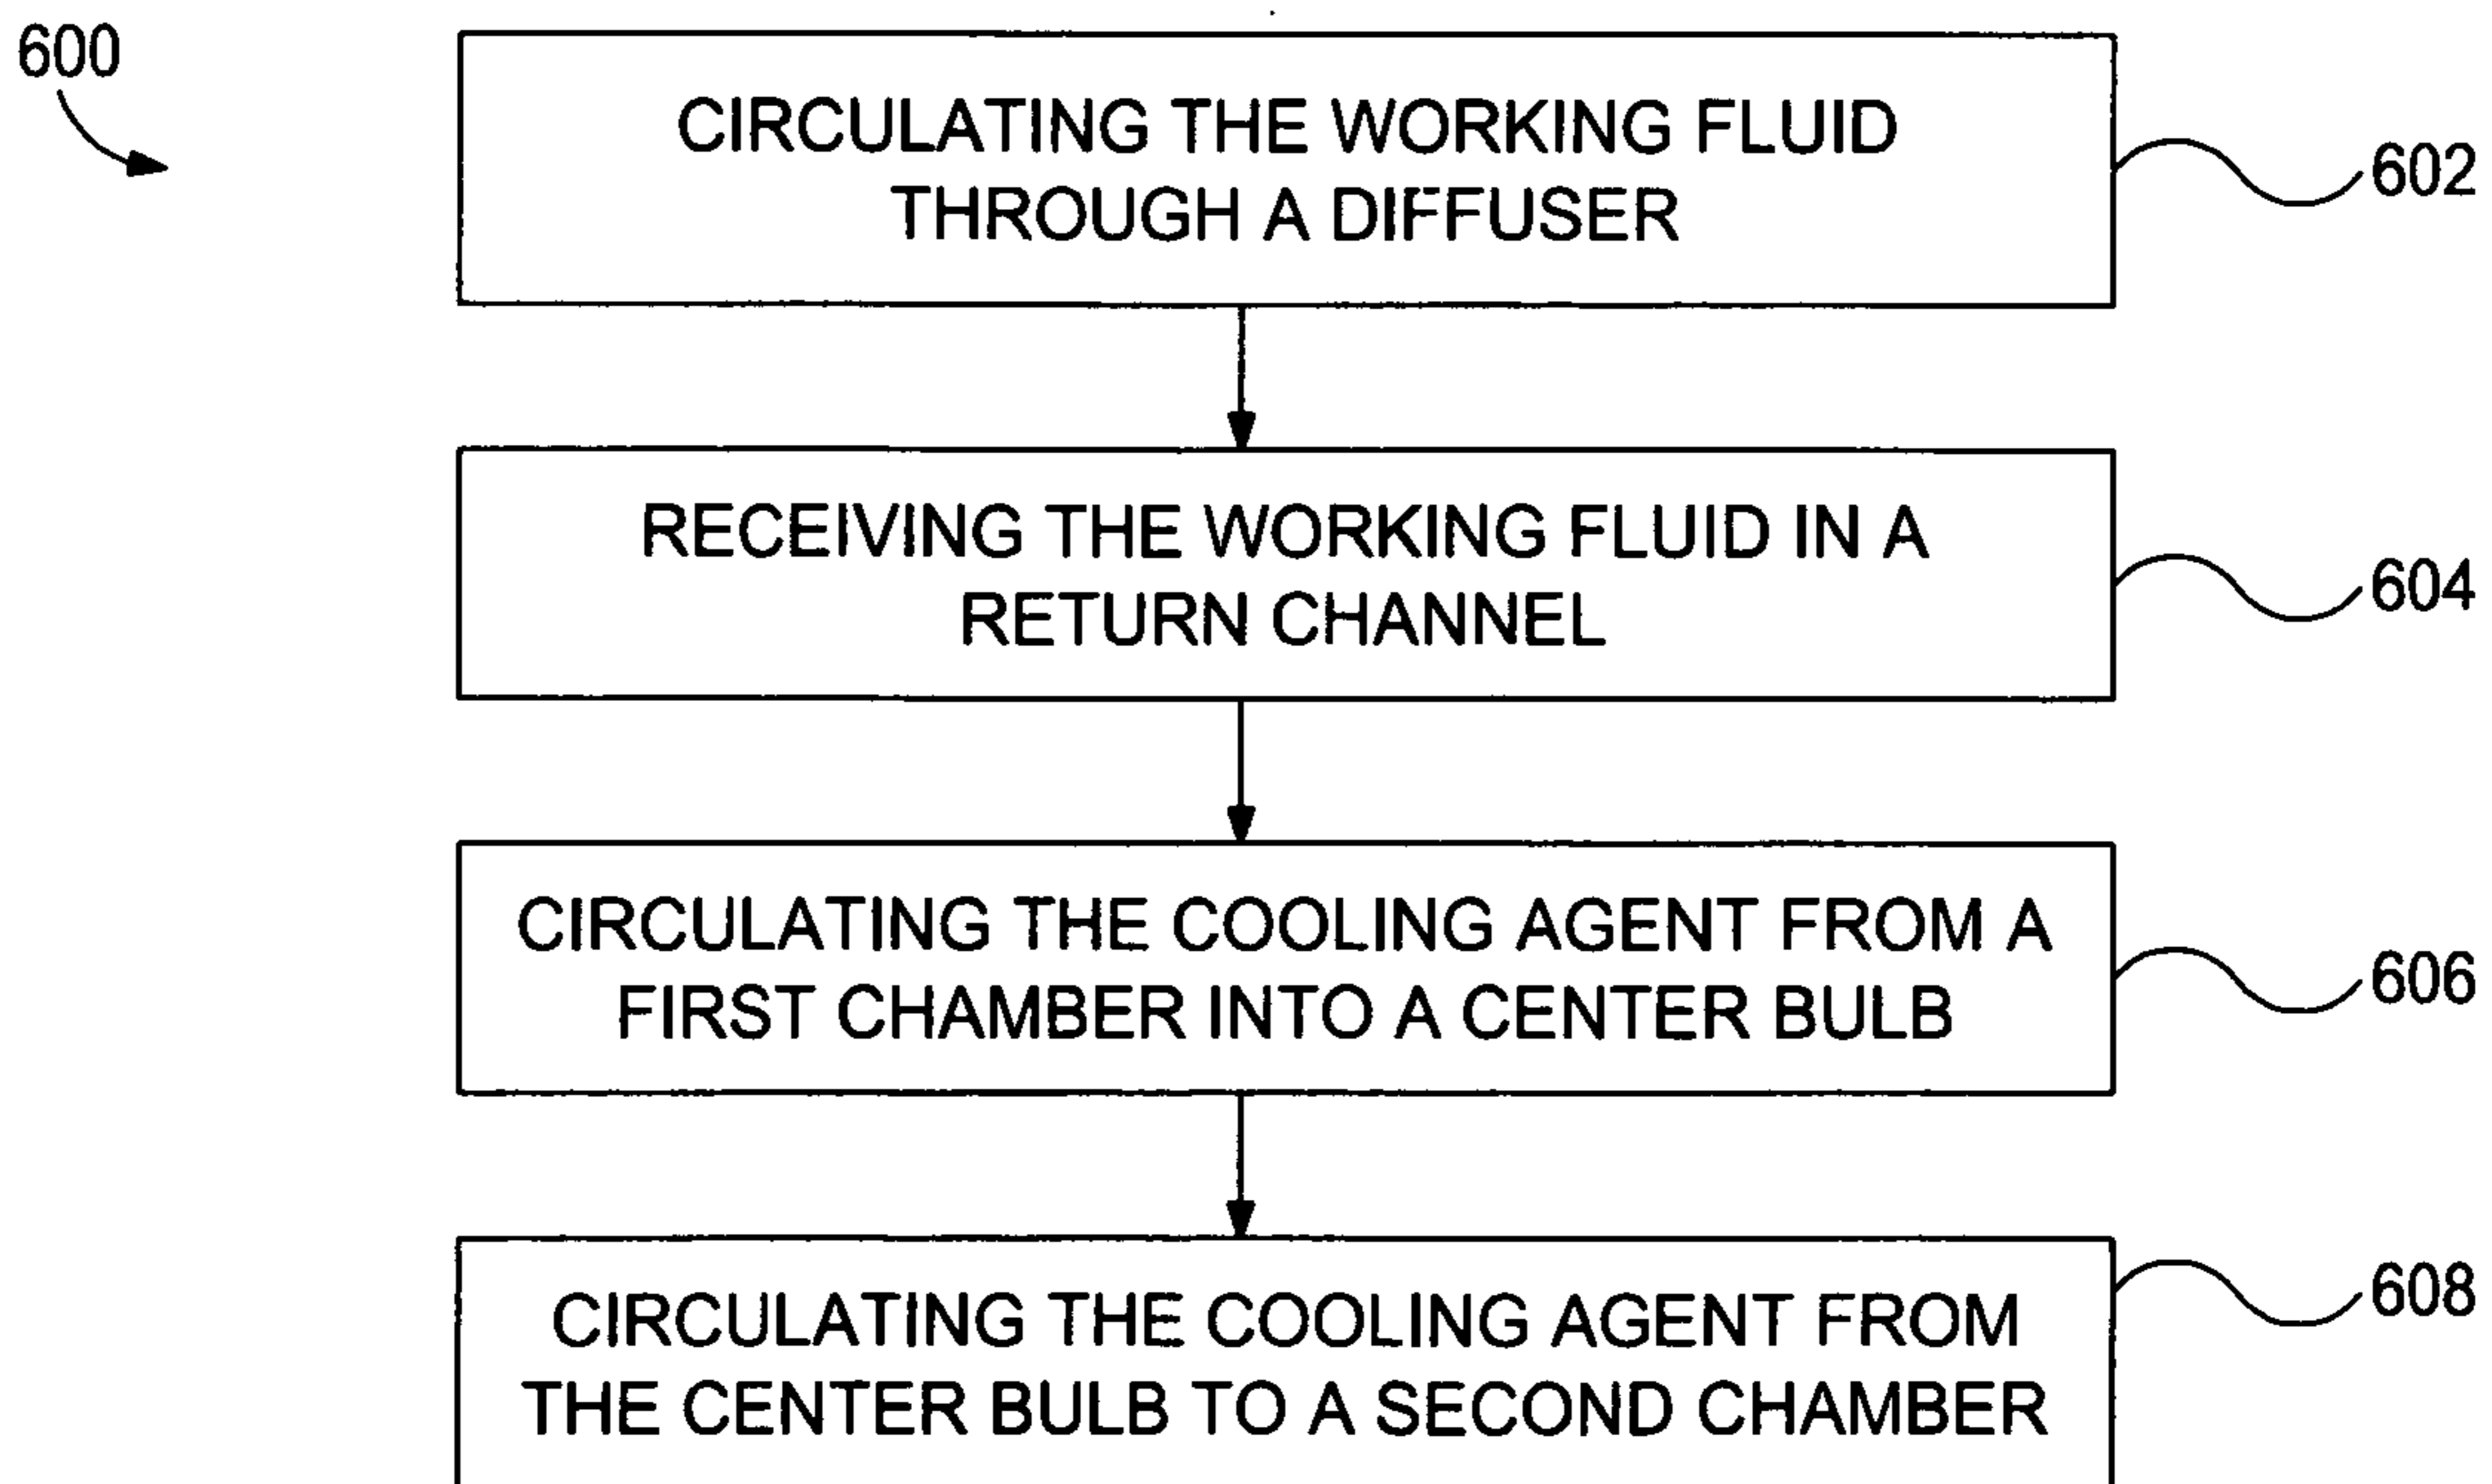 600
CIRCULATING THE WORKING FLUID
THROUGH A DIFFUSER
602
RECEIVING THE WORKING FLUID IN A
RETURN CHANNEL
604
CIRCULATING THE COOLING AGENT FROM A
FIRST CHAMBER INTO A CENTER BULB
606
CIRCULATING THE COOLING AGENT FROM
THE CENTER BULB TO A SECOND CHAMBER
608